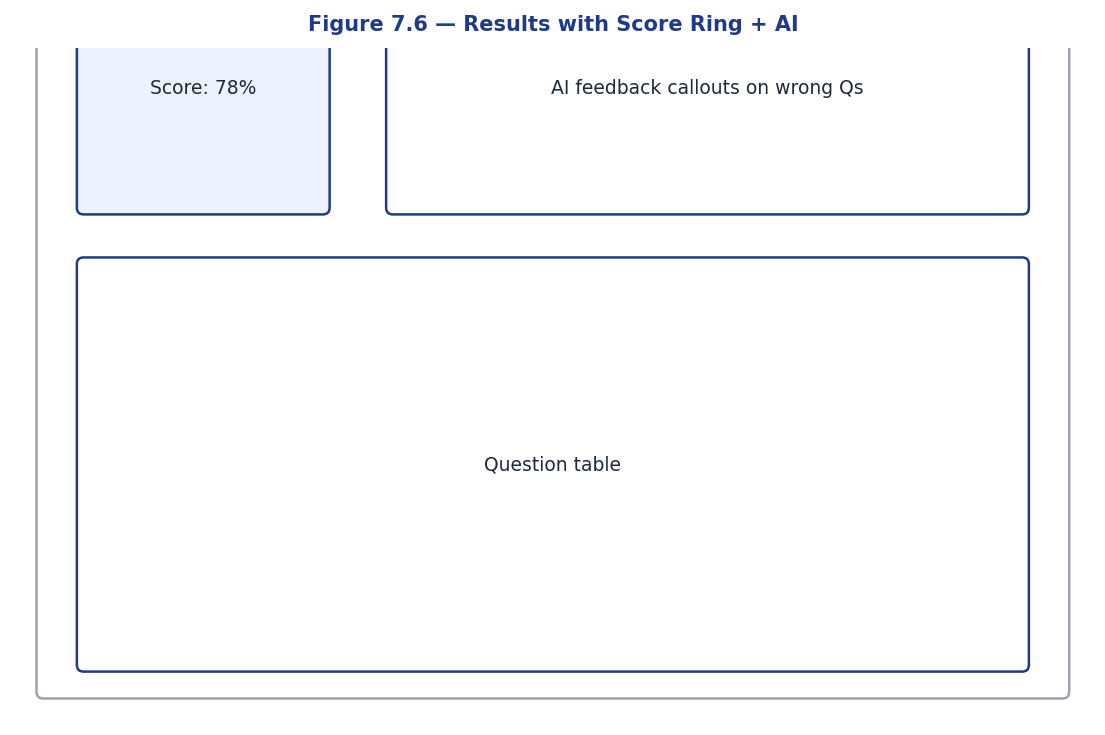 Figure 7.6 — Results with Score Ring + AI
Score: 78%
AI feedback callouts on wrong Qs
Question table